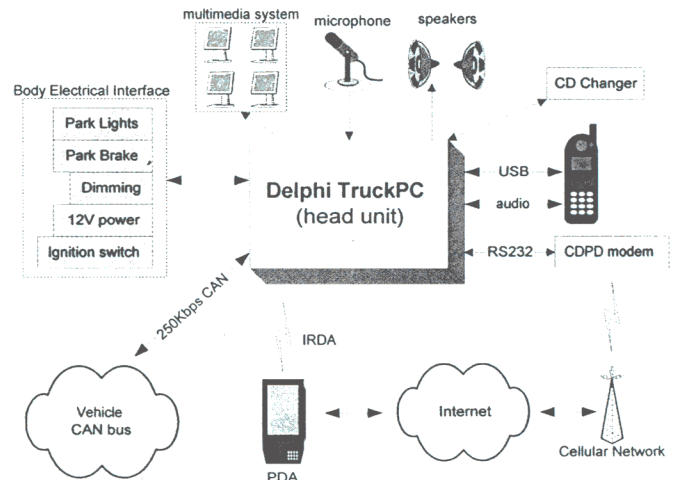 multimedia system
microphone
speakers
CD Changer
Body Electrical Interface
Park Lights
Park Brake
Dimming
12V power
Ignition switch
Delphi TruckPC
(head unit)
USB
audio
RS232
CDPD modem
250Kbps CAN
IRDA
Vehicle
CAN bus
PDA
Internet
Cellular Network